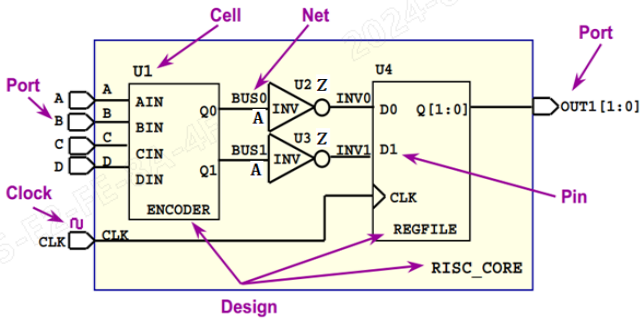 Cell
Net
Port
Port
Clock
Pin
Design
U1
U2
U3
U4
A
B
C
D
CLK
A
B
C
D
CLK
AIN
BIN
CIN
DIN
Q0
Q1
ENCODER
BUS0
BUS1
A
A
INV
INV
Z
Z
INV0
INV1
D0
D1
Q[1:0]
CLK
REGFILE
OUT1[1:0]
RISC_CORE